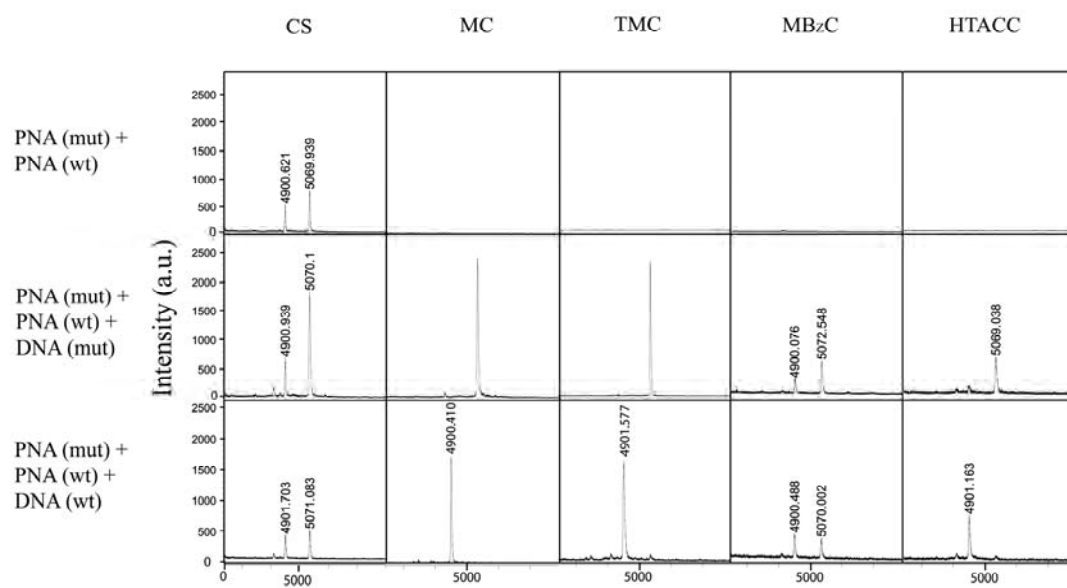 CS MC TMC MBzC HTACC
PNA (mut) +
PNA (wt)
2500
2000
1500
1000
500
0
4900.621
5069.939
PNA (mut) +
PNA (wt) +
DNA (mut)
Intensity (a.u.)
2500
2000
1500
1000
500
0
4900.939
5070.1
4900.076
5072.548
5069.038
PNA (mut) +
PNA (wt) +
DNA (wt)
2500
2000
1500
1000
500
0
4901.703
5071.083
4900.410
4901.577
4900.488
5070.002
4901.163
0 5000 5000 5000 5000 5000